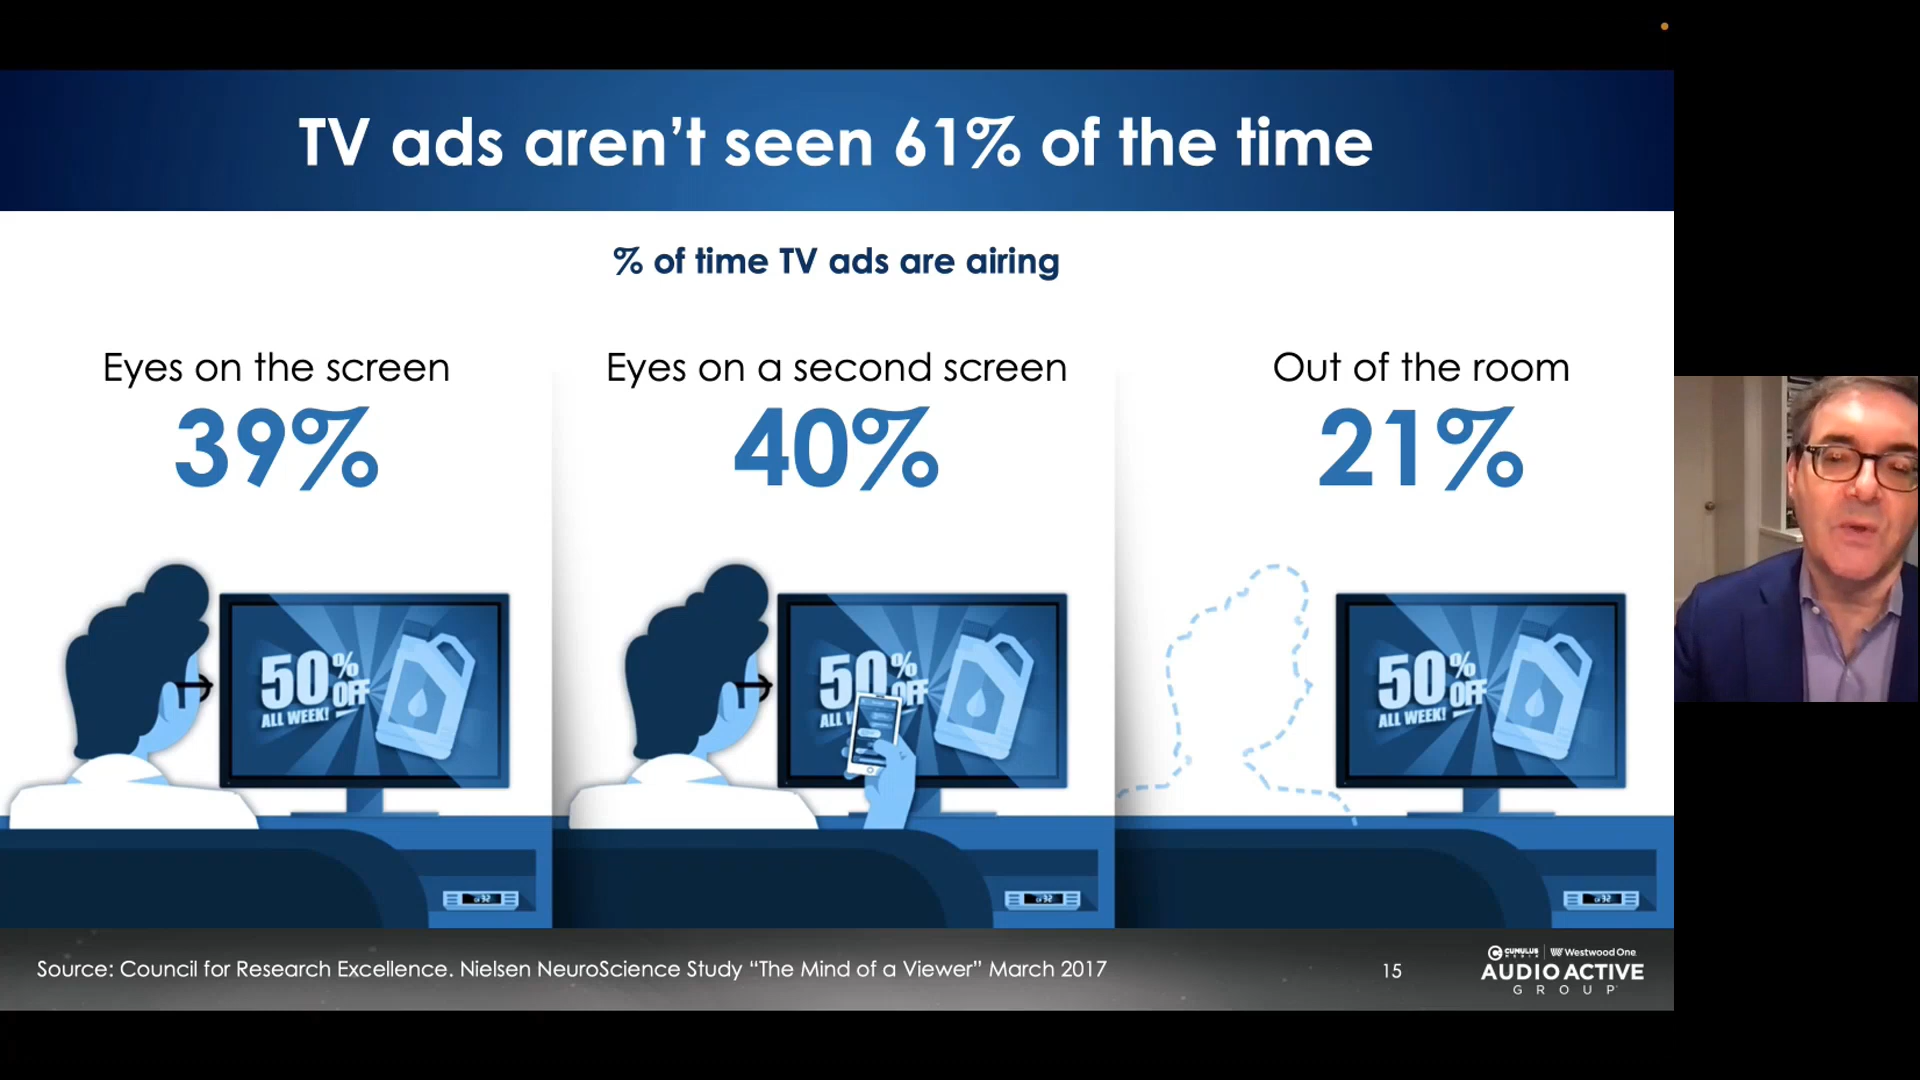 TV ads aren't seen 61% of the time
% of time TV ads are airing
Eyes on the screen
39%
Eyes on a second screen
40%
Out of the room
21%
50% OFF
ALL WEEK!
50% OFF
ALL W
50% OFF
ALL WEEK!
Source: Council for Research Excellence. Nielsen NeuroScience Study “The Mind of a Viewer” March 2017
15
CUMULUS MEDIA | Westwood One
AUDIO ACTIVE
GROUP